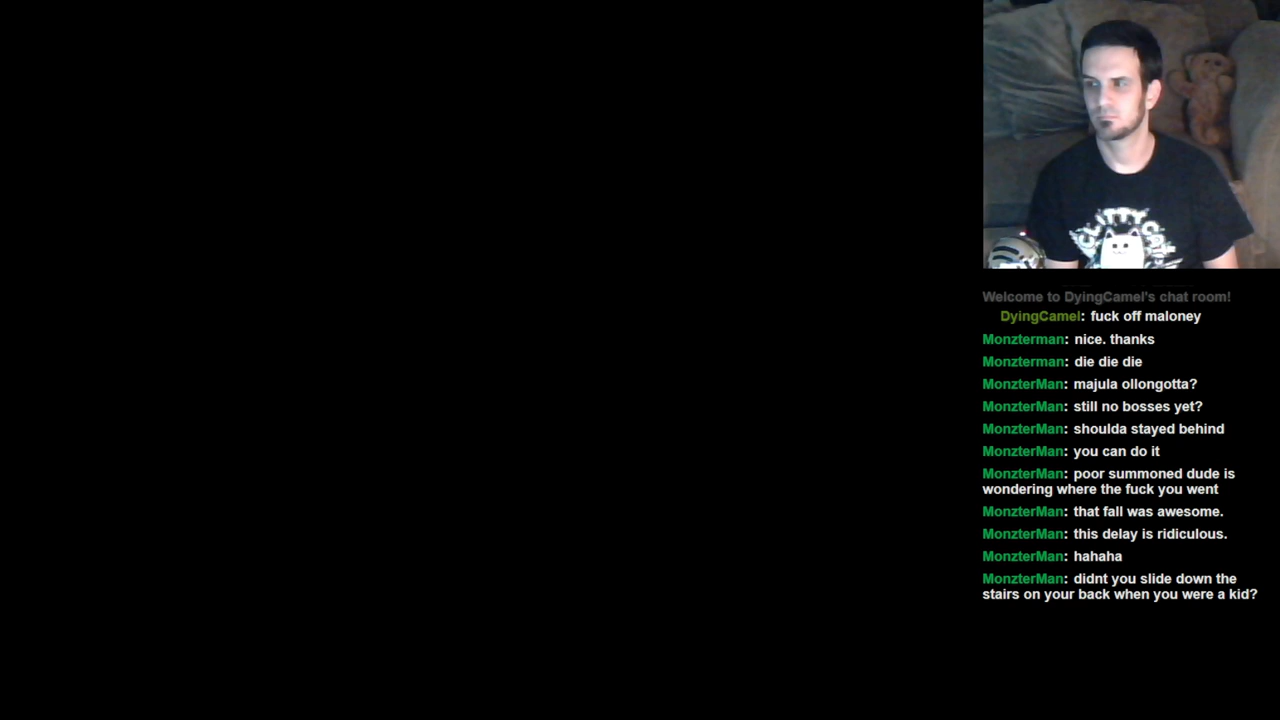 CLITTY CAT
Welcome to DyingCamel's chat room!
DyingCamel: fuck off maloney
Monzterman: nice. thanks
Monzterman: die die die
MonzterMan: majula ollongotta?
MonzterMan: still no bosses yet?
MonzterMan: shoulda stayed behind
MonzterMan: you can do it
MonzterMan: poor summoned dude is
wondering where the fuck you went
MonzterMan: that fall was awesome.
MonzterMan: this delay is ridiculous.
MonzterMan: hahaha
MonzterMan: didnt you slide down the
stairs on your back when you were a kid?